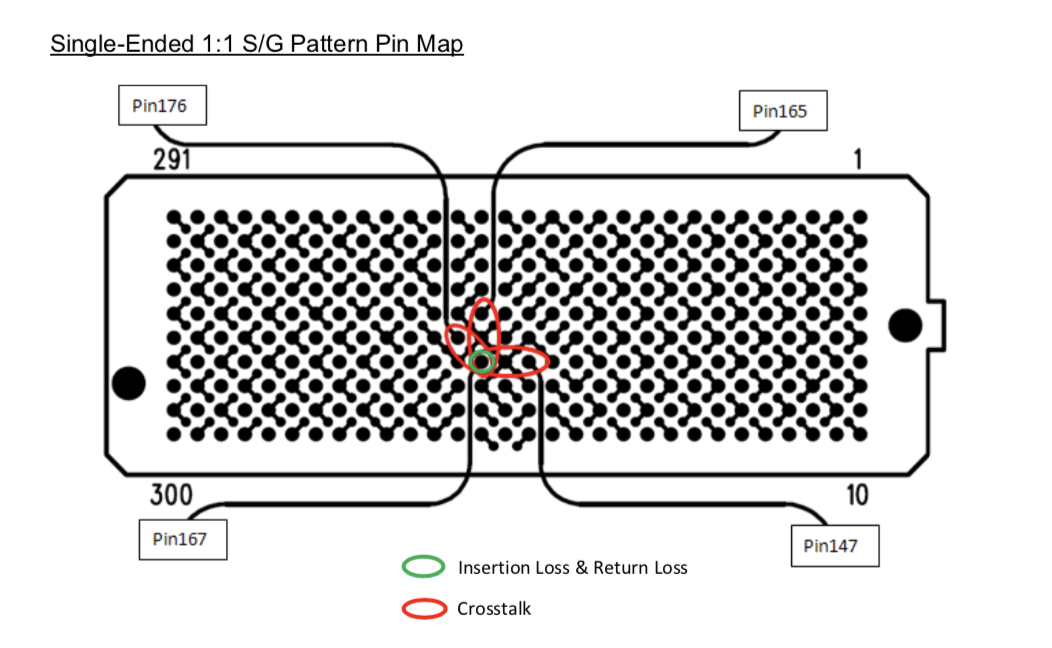 Single-Ended 1:1 S/G Pattern Pin Map
Pin176
Pin165
291
1
300
10
Pin167
Pin147
Insertion Loss & Return Loss
Crosstalk